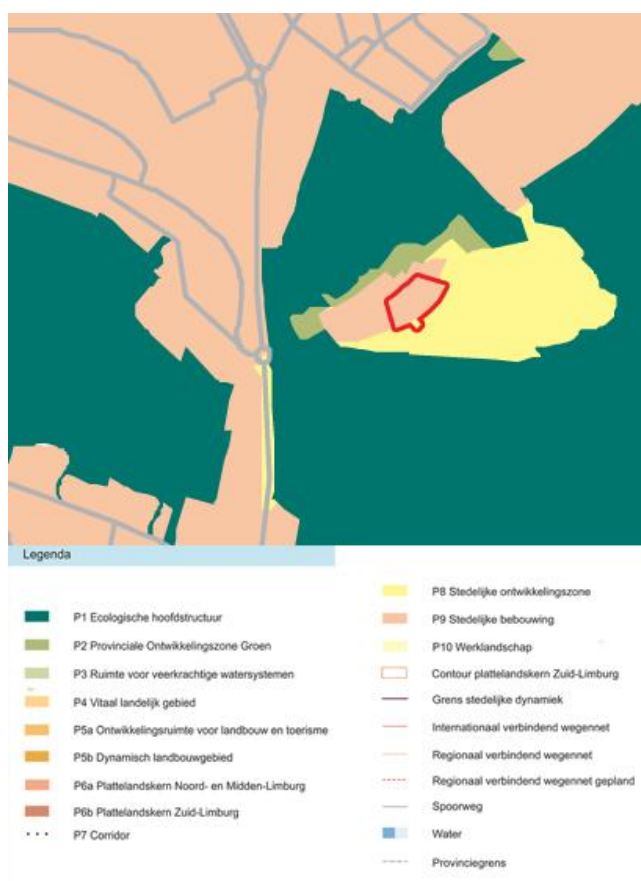 Legenda
P1 Ecologische hoofdstructuur
P2 Provinciale Ontwikkelingszone Groen
P3 Ruimte voor veerkrachtige watersystemen
P4 Vitaal landelijk gebied
P5a Ontwikkelingsruimte voor landbouw en toerisme
P5b Dynamisch landbouwgebied
P6a Plattelandskern Noord- en Midden-Limburg
P6b Plattelandskern Zuid-Limburg
P7 Corridor
P8 Stedelijke ontwikkelingszone
P9 Stedelijke bebouwing
P10 Werklandschap
Contour plattelandskern Zuid-Limburg
Grens stedelijke dynamiek
Internationaal verbindend wegennet
Regionaal verbindend wegennet
Regionaal verbindend wegennet gepland
Spoorweg
Water
Provinciegrens